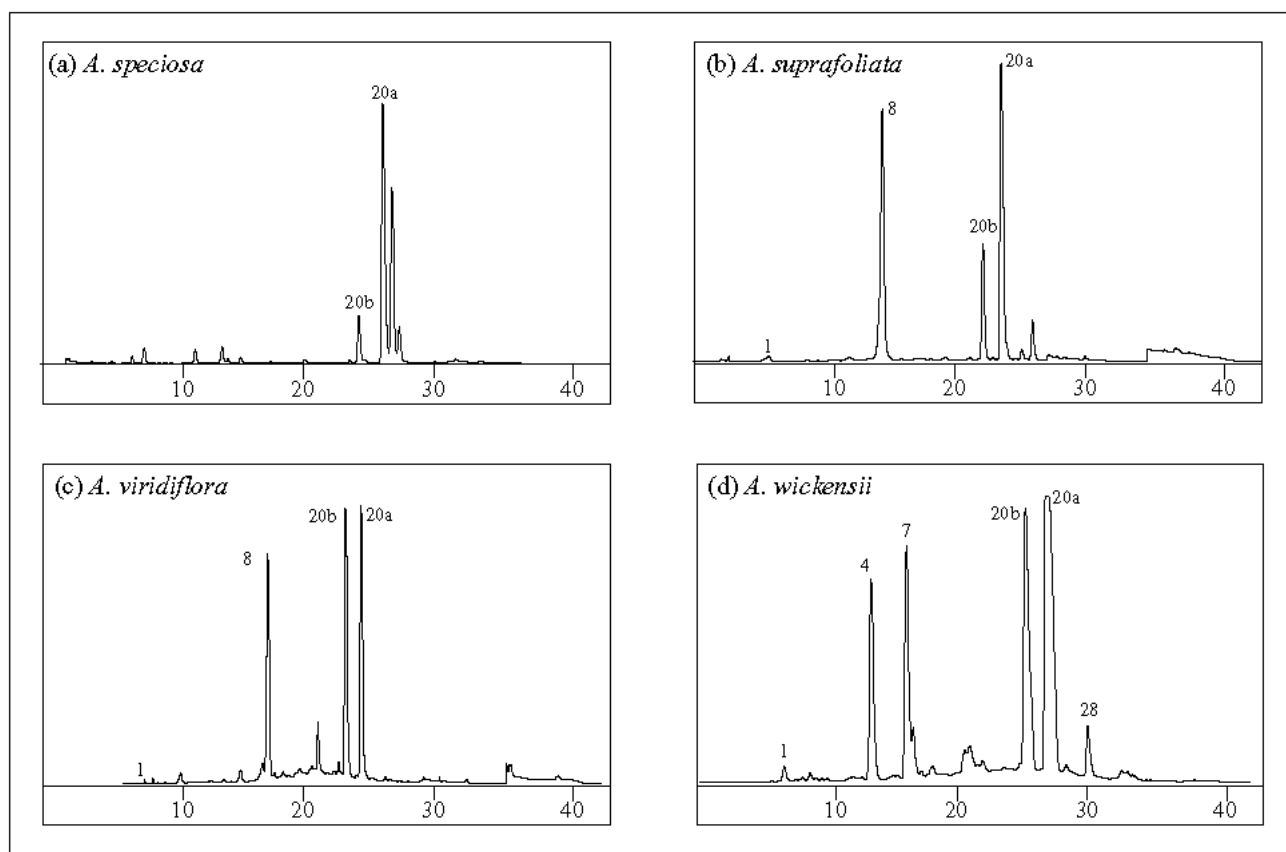 (a) A. speciosa
20a
20b
10 20 30 40
(b) A. suprafoliata
20a
8
20b
1
10 20 30 40
(c) A. viridiflora
20b 20a
8
1
10 20 30 40
(d) A. wickensii
20a
20b
7
4
28
1
10 20 30 40